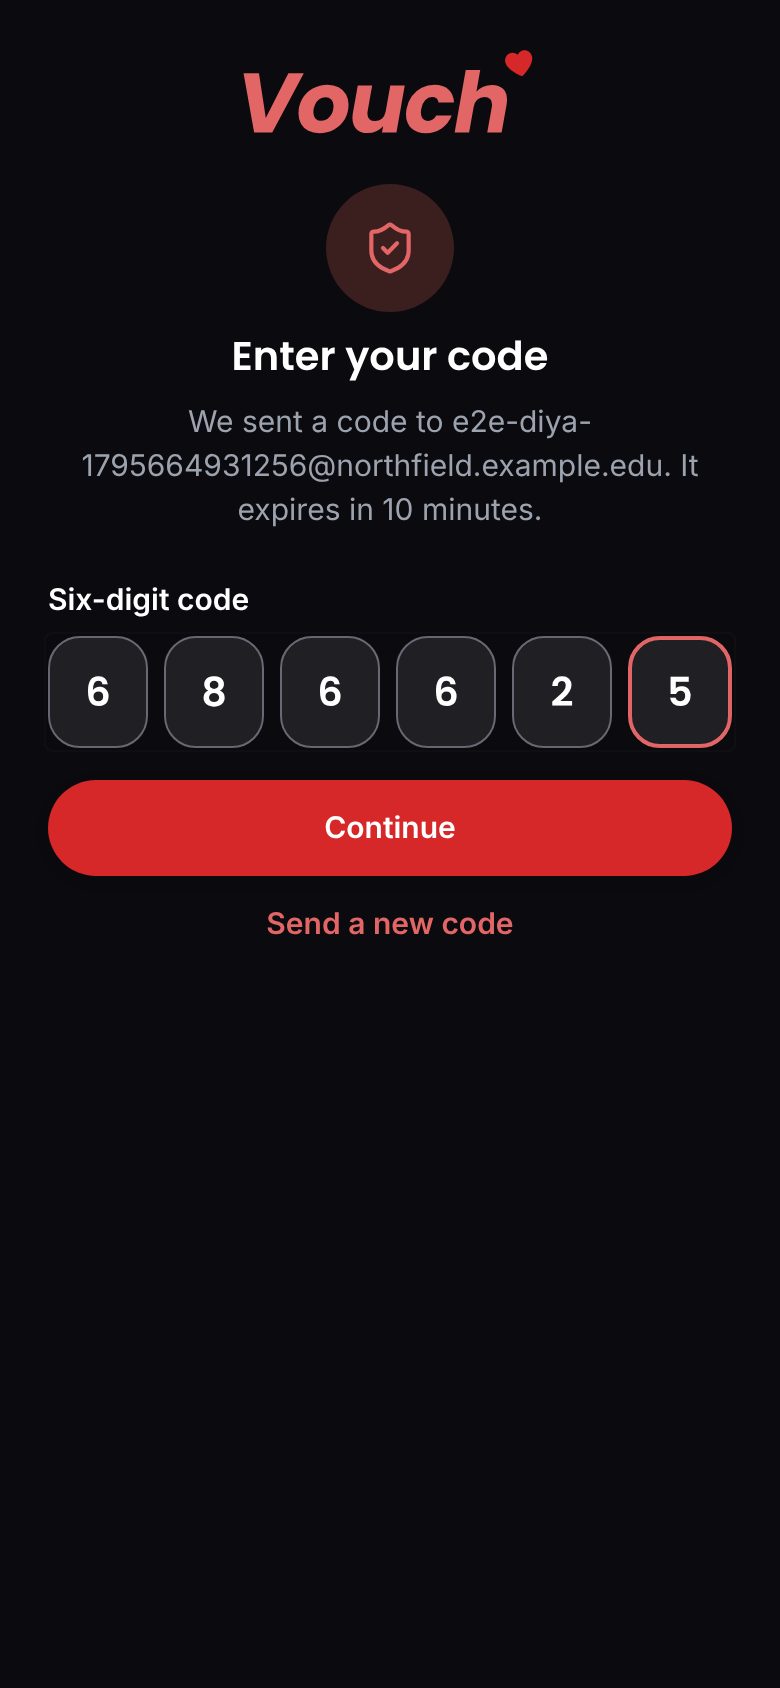 Vouch
Enter your code
We sent a code to e2e-diya-
1795664931256@northfield.example.edu. It
expires in 10 minutes.
Six-digit code
6 8 6 6 2 5
Continue
Send a new code